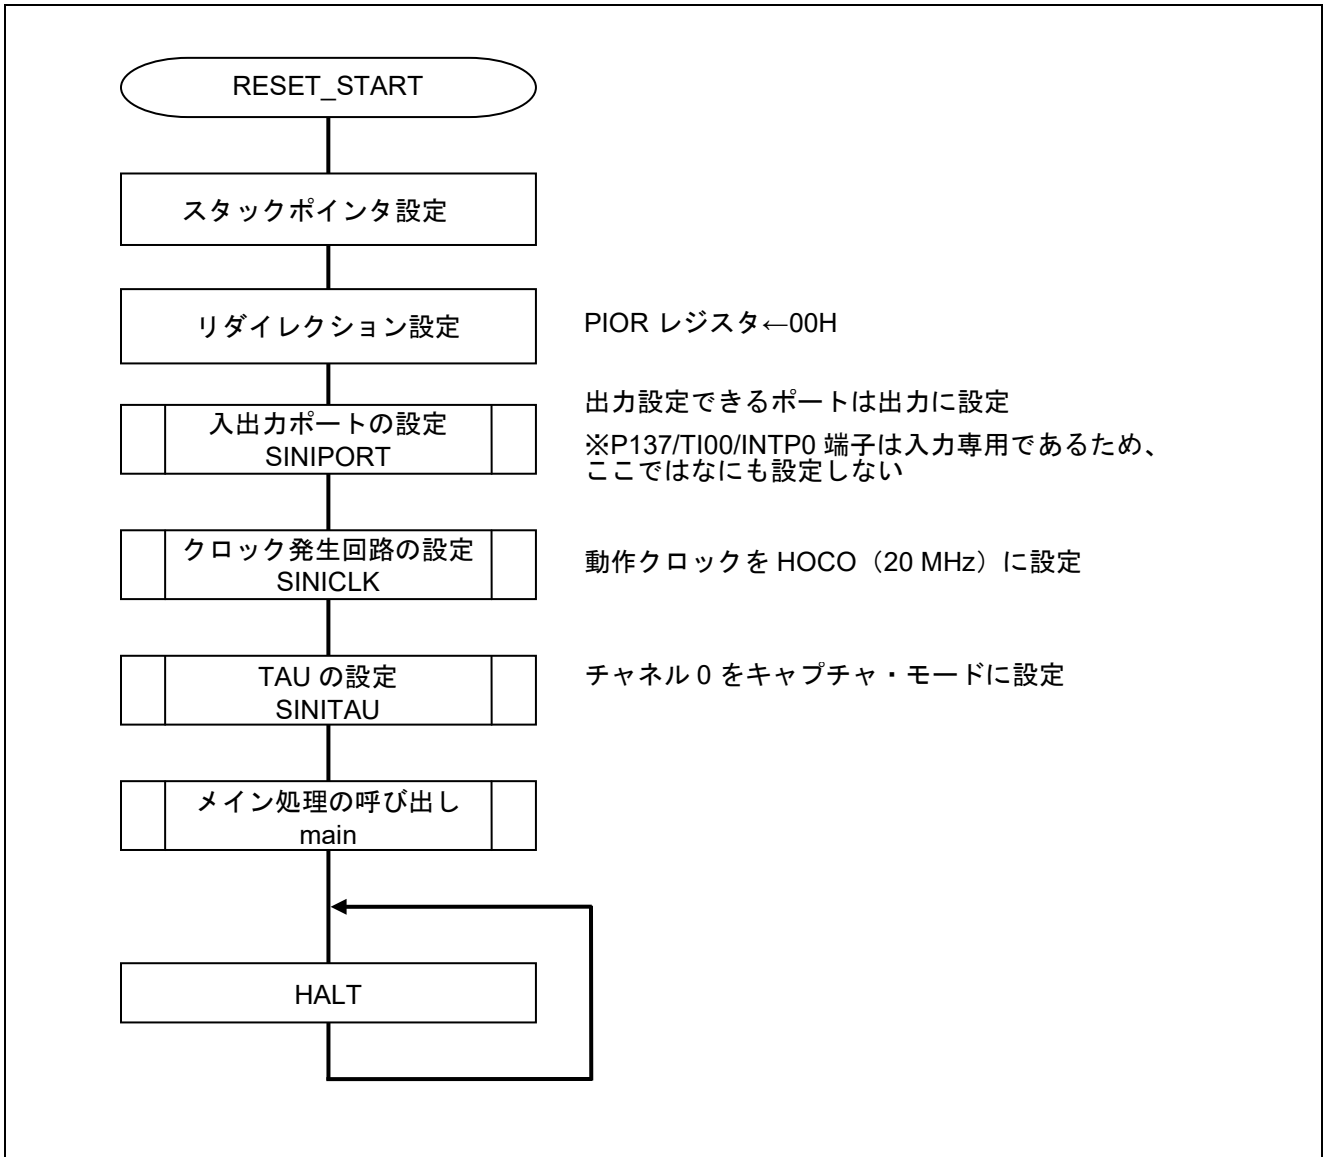 RESET_START
スタックポインタ設定
リダイレクション設定
PIOR レジスタ←00H
入出力ポートの設定
SINIPORT
出力設定できるポートは出力に設定
※P137/TI00/INTP0 端子は入力専用であるため、
ここではなにも設定しない
クロック発生回路の設定
SINICLK
動作クロックを HOCO（20 MHz）に設定
TAU の設定
SINITAU
チャネル 0 をキャプチャ・モードに設定
メイン処理の呼び出し
main
HALT